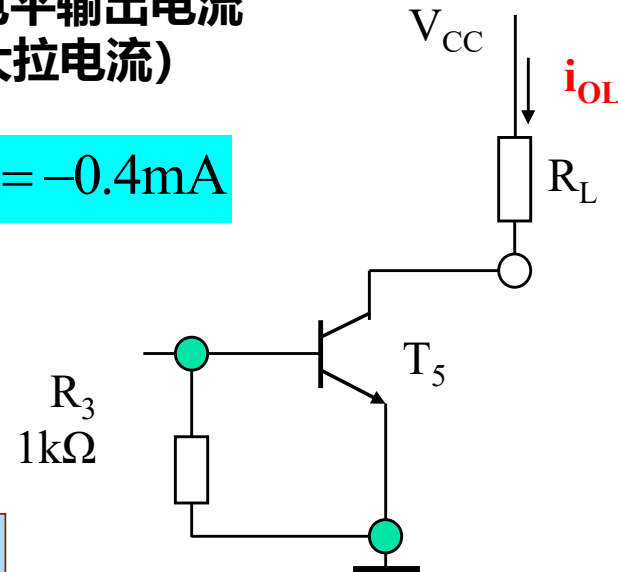 电平输出电流
大拉电流）
= −0.4mA
V_CC
i_OL
R_L
T_5
R_3
1kΩ